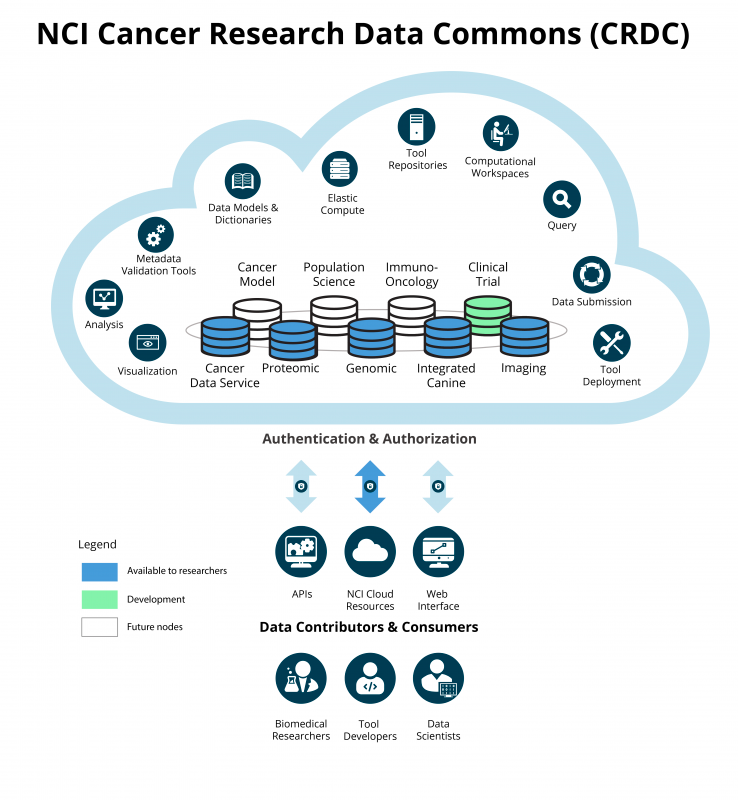 NCI Cancer Research Data Commons (CRDC)
Tool
Repositories
Computational
Workspaces
Elastic
Compute
Data Models &
Dictionaries
Query
Metadata
Validation Tools
Cancer
Model
Population
Science
Immuno-
Oncology
Clinical
Trial
Data Submission
Analysis
Visualization
Cancer
Data Service
Proteomic
Genomic
Integrated
Canine
Imaging
Tool
Deployment
Authentication & Authorization
Legend
Available to researchers
Development
Future nodes
APIs
NCI Cloud
Resources
Web
Interface
Data Contributors & Consumers
Biomedical
Researchers
Tool
Developers
Data
Scientists